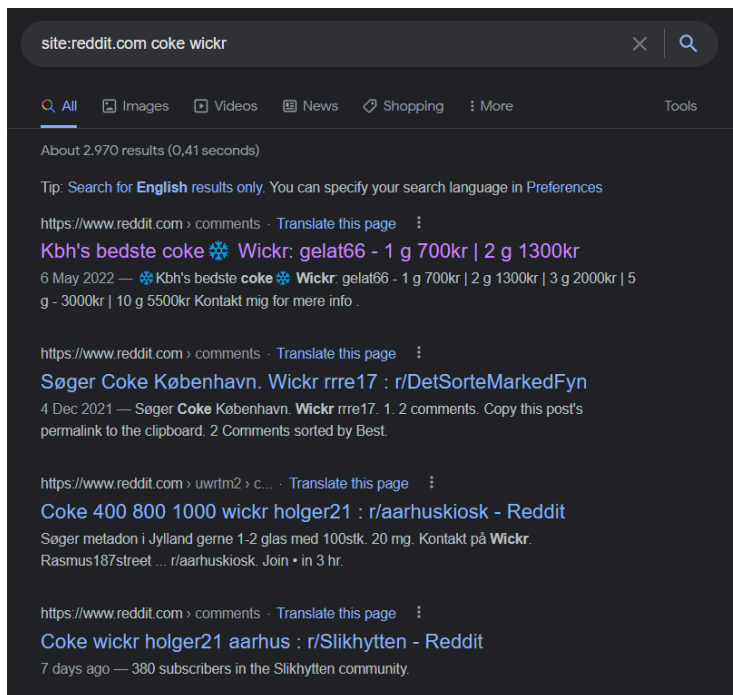 site:reddit.com coke wickr
All Images Videos News Shopping More Tools
About 2.970 results (0,41 seconds)
Tip: Search for English results only. You can specify your search language in Preferences
https://www.reddit.com › comments · Translate this page
Kbh's bedste coke❄ Wickr: gelat66 - 1 g 700kr | 2 g 1300kr
6 May 2022 — ❄Kbh's bedste coke❄ Wickr: gelat66 - 1 g 700kr | 2 g 1300kr | 3 g 2000kr | 5
g - 3000kr | 10 g 5500kr Kontakt mig for mere info .
https://www.reddit.com › comments · Translate this page
Søger Coke København. Wickr rrre17 : r/DetSorteMarkedFyn
4 Dec 2021 — Søger Coke København. Wickr rrre17. 1. 2 comments. Copy this post's
permalink to the clipboard. 2 Comments sorted by Best.
https://www.reddit.com › uwrtm2 › c... · Translate this page
Coke 400 800 1000 wickr holger21 : r/aarhuskiosk - Reddit
Søger metadon i Jylland gerne 1-2 glas med 100stk. 20 mg. Kontakt på Wickr.
Rasmus187street ... r/aarhuskiosk. Join • in 3 hr.
https://www.reddit.com › comments · Translate this page
Coke wickr holger21 aarhus : r/Slikhytten - Reddit
7 days ago — 380 subscribers in the Slikhytten community.